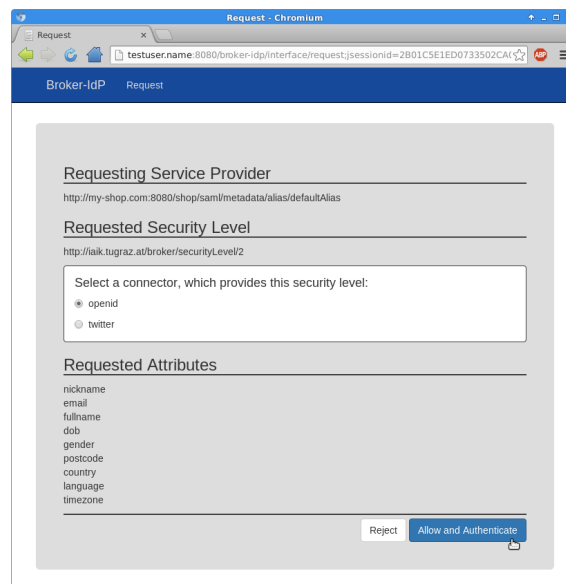 Request - Chromium
Request
testuser.name:8080/broker-idp/interface/request;jsessionid=2B01C5E1ED0733502CA(
ABP
Broker-IdP Request
Requesting Service Provider
http://my-shop.com:8080/shop/saml/metadata/alias/defaultAlias
Requested Security Level
http://iaik.tugraz.at/broker/securityLevel/2
Select a connector, which provides this security level:
openid
twitter
Requested Attributes
nickname
email
fullname
dob
gender
postcode
country
language
timezone
Reject Allow and Authenticate